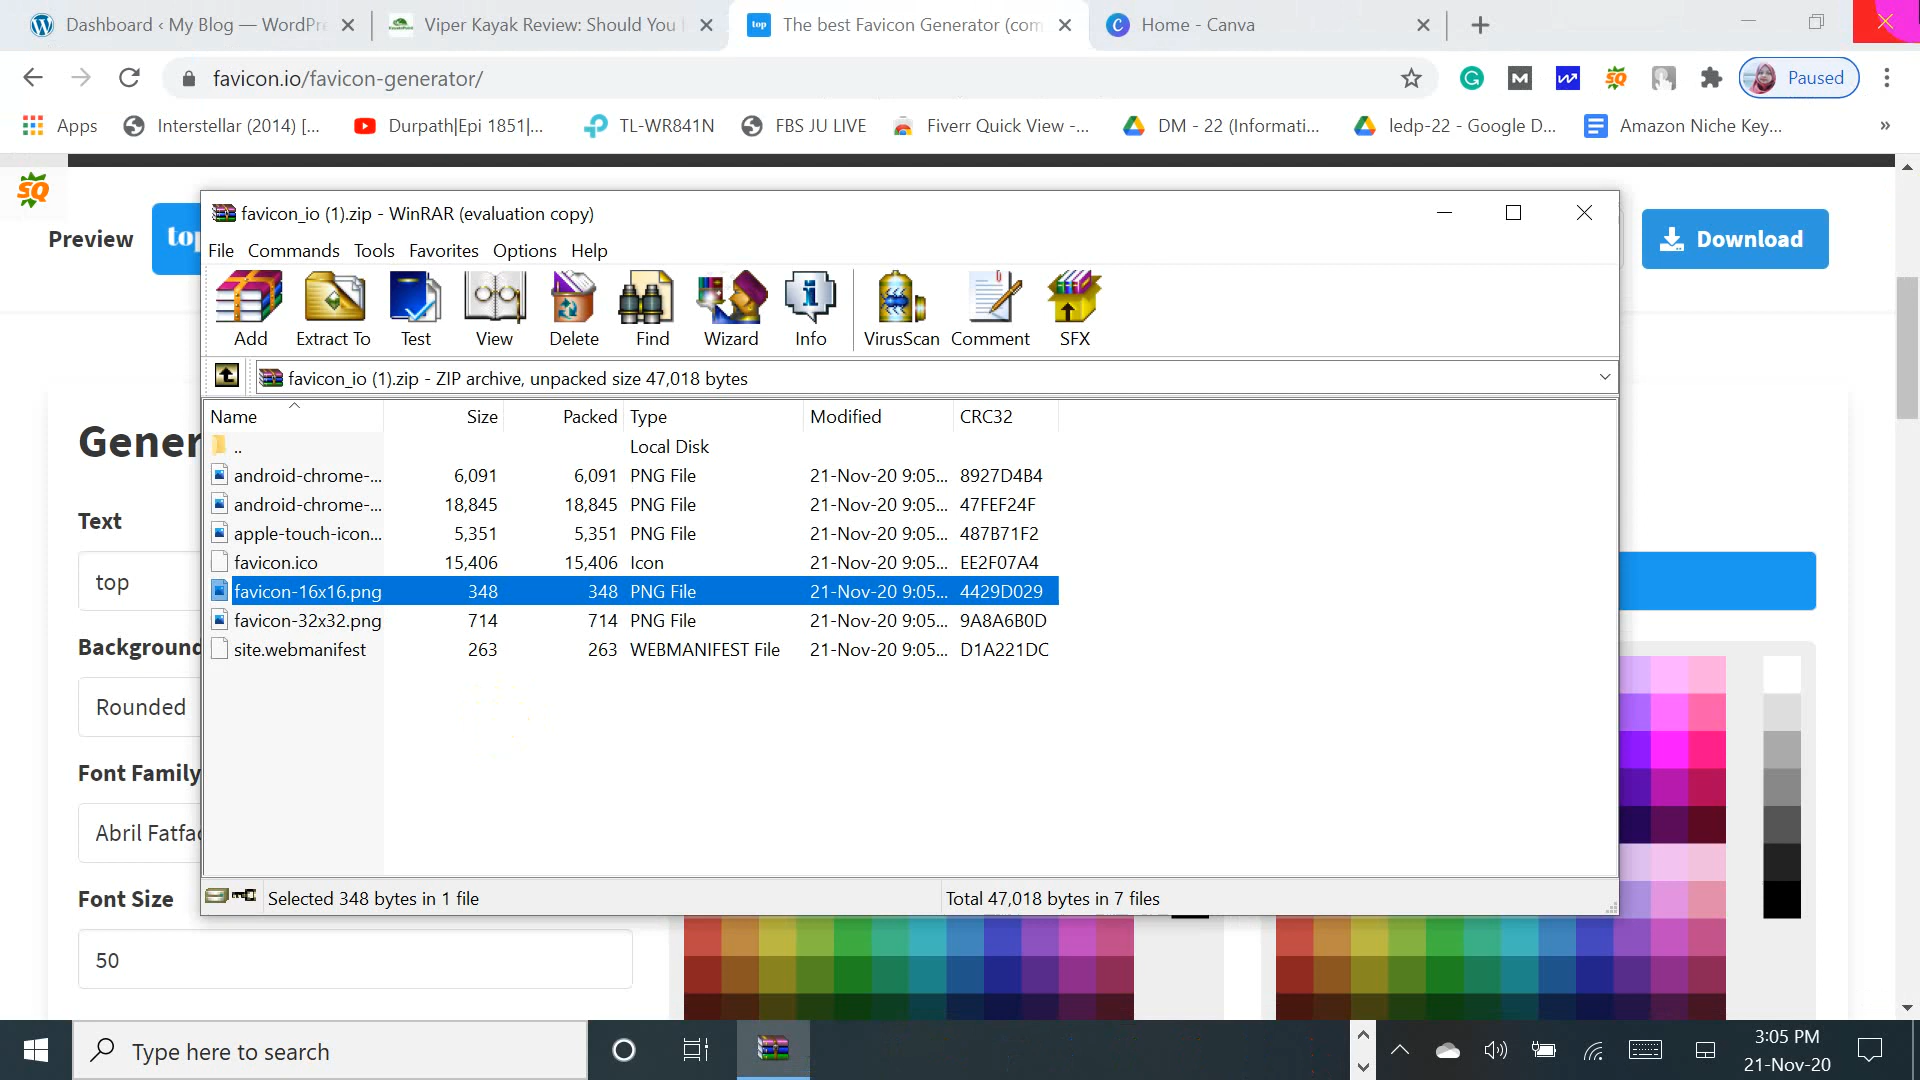 Dashboard ‹ My Blog — WordPre
Viper Kayak Review: Should You
top The best Favicon Generator (com
C Home - Canva
favicon.io/favicon-generator/
Paused
Apps
Interstellar (2014) [...
Durpath|Epi 1851|...
TL-WR841N
FBS JU LIVE
Fiverr Quick View -...
DM - 22 (Informati...
ledp-22 - Google D...
Amazon Niche Key...
»
SQ
Preview
top
Download
favicon_io (1).zip - WinRAR (evaluation copy)
File Commands Tools Favorites Options Help
Add Extract To Test View Delete Find Wizard Info VirusScan Comment SFX
favicon_io (1).zip - ZIP archive, unpacked size 47,018 bytes
Name Size Packed Type Modified CRC32
.. Local Disk
android-chrome-... 6,091 6,091 PNG File 21-Nov-20 9:05... 8927D4B4
android-chrome-... 18,845 18,845 PNG File 21-Nov-20 9:05... 47FEF24F
apple-touch-icon... 5,351 5,351 PNG File 21-Nov-20 9:05... 487B71F2
favicon.ico 15,406 15,406 Icon 21-Nov-20 9:05... EE2F07A4
favicon-16x16.png 348 348 PNG File 21-Nov-20 9:05... 4429D029
favicon-32x32.png 714 714 PNG File 21-Nov-20 9:05... 9A8A6B0D
site.webmanifest 263 263 WEBMANIFEST File 21-Nov-20 9:05... D1A221DC
Selected 348 bytes in 1 file
Total 47,018 bytes in 7 files
Gener
Text
top
Background
Rounded
Font Family
Abril Fatfac
Font Size
50
Type here to search
3:05 PM
21-Nov-20